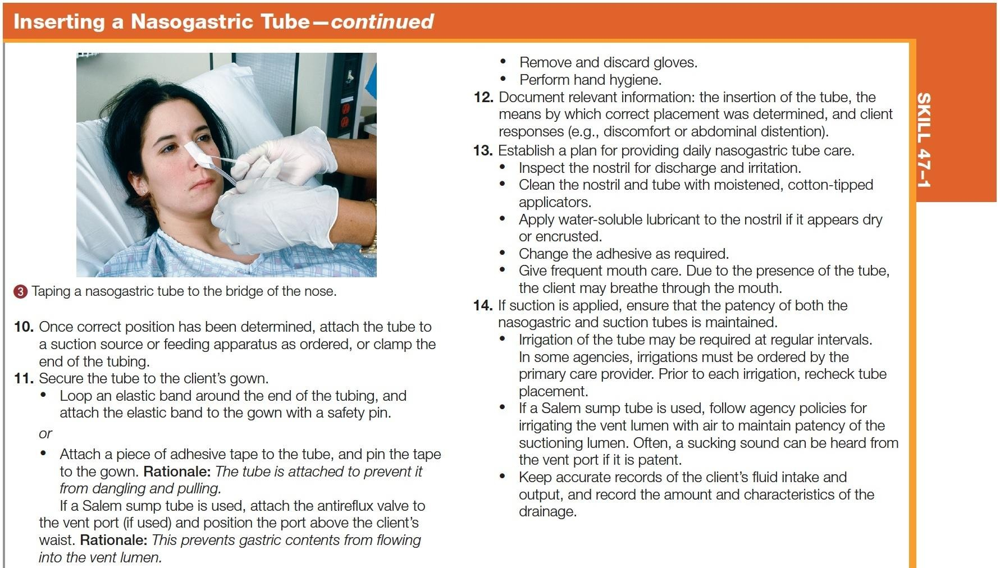 Inserting a Nasogastric Tube—continued
3 Taping a nasogastric tube to the bridge of the nose.
10. Once correct position has been determined, attach the tube to
a suction source or feeding apparatus as ordered, or clamp the
end of the tubing.
11. Secure the tube to the client’s gown.
• Loop an elastic band around the end of the tubing, and
attach the elastic band to the gown with a safety pin.
or
• Attach a piece of adhesive tape to the tube, and pin the tape
to the gown. Rationale: The tube is attached to prevent it
from dangling and pulling.
If a Salem sump tube is used, attach the antireflux valve to
the vent port (if used) and position the port above the client’s
waist. Rationale: This prevents gastric contents from flowing
into the vent lumen.
• Remove and discard gloves.
• Perform hand hygiene.
12. Document relevant information: the insertion of the tube, the
means by which correct placement was determined, and client
responses (e.g., discomfort or abdominal distention).
13. Establish a plan for providing daily nasogastric tube care.
• Inspect the nostril for discharge and irritation.
• Clean the nostril and tube with moistened, cotton-tipped
applicators.
• Apply water-soluble lubricant to the nostril if it appears dry
or encrusted.
• Change the adhesive as required.
• Give frequent mouth care. Due to the presence of the tube,
the client may breathe through the mouth.
14. If suction is applied, ensure that the patency of both the
nasogastric and suction tubes is maintained.
• Irrigation of the tube may be required at regular intervals.
In some agencies, irrigations must be ordered by the
primary care provider. Prior to each irrigation, recheck tube
placement.
• If a Salem sump tube is used, follow agency policies for
irrigating the vent lumen with air to maintain patency of the
suctioning lumen. Often, a sucking sound can be heard from
the vent port if it is patent.
• Keep accurate records of the client’s fluid intake and
output, and record the amount and characteristics of the
drainage.
SKILL 47–1